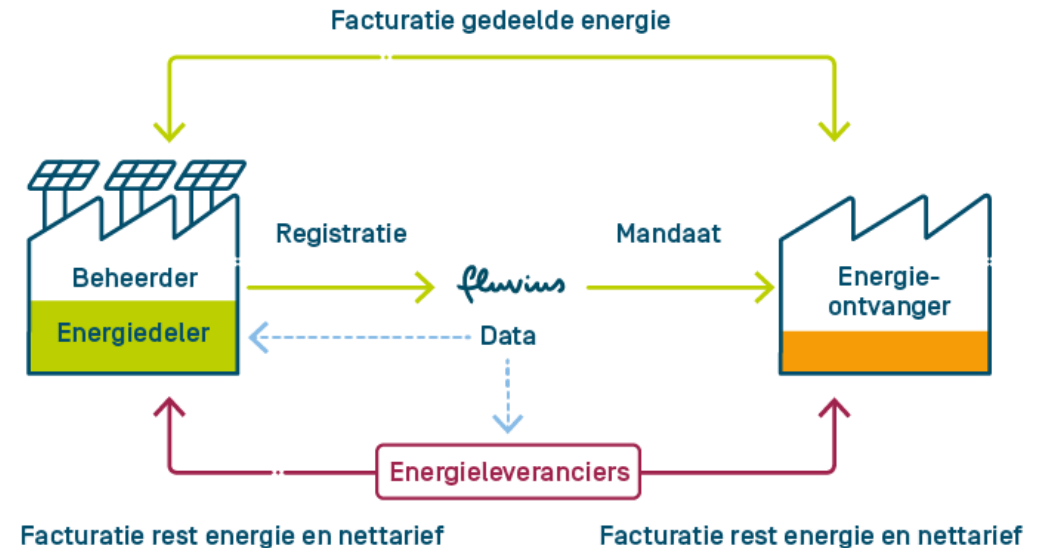 Facturatie gedeelde energie
Registratie
Mandaat
Beheerder
Energiedeler
fluvius
Data
Energie-
ontvanger
Energieleveranciers
Facturatie rest energie en nettarief
Facturatie rest energie en nettarief